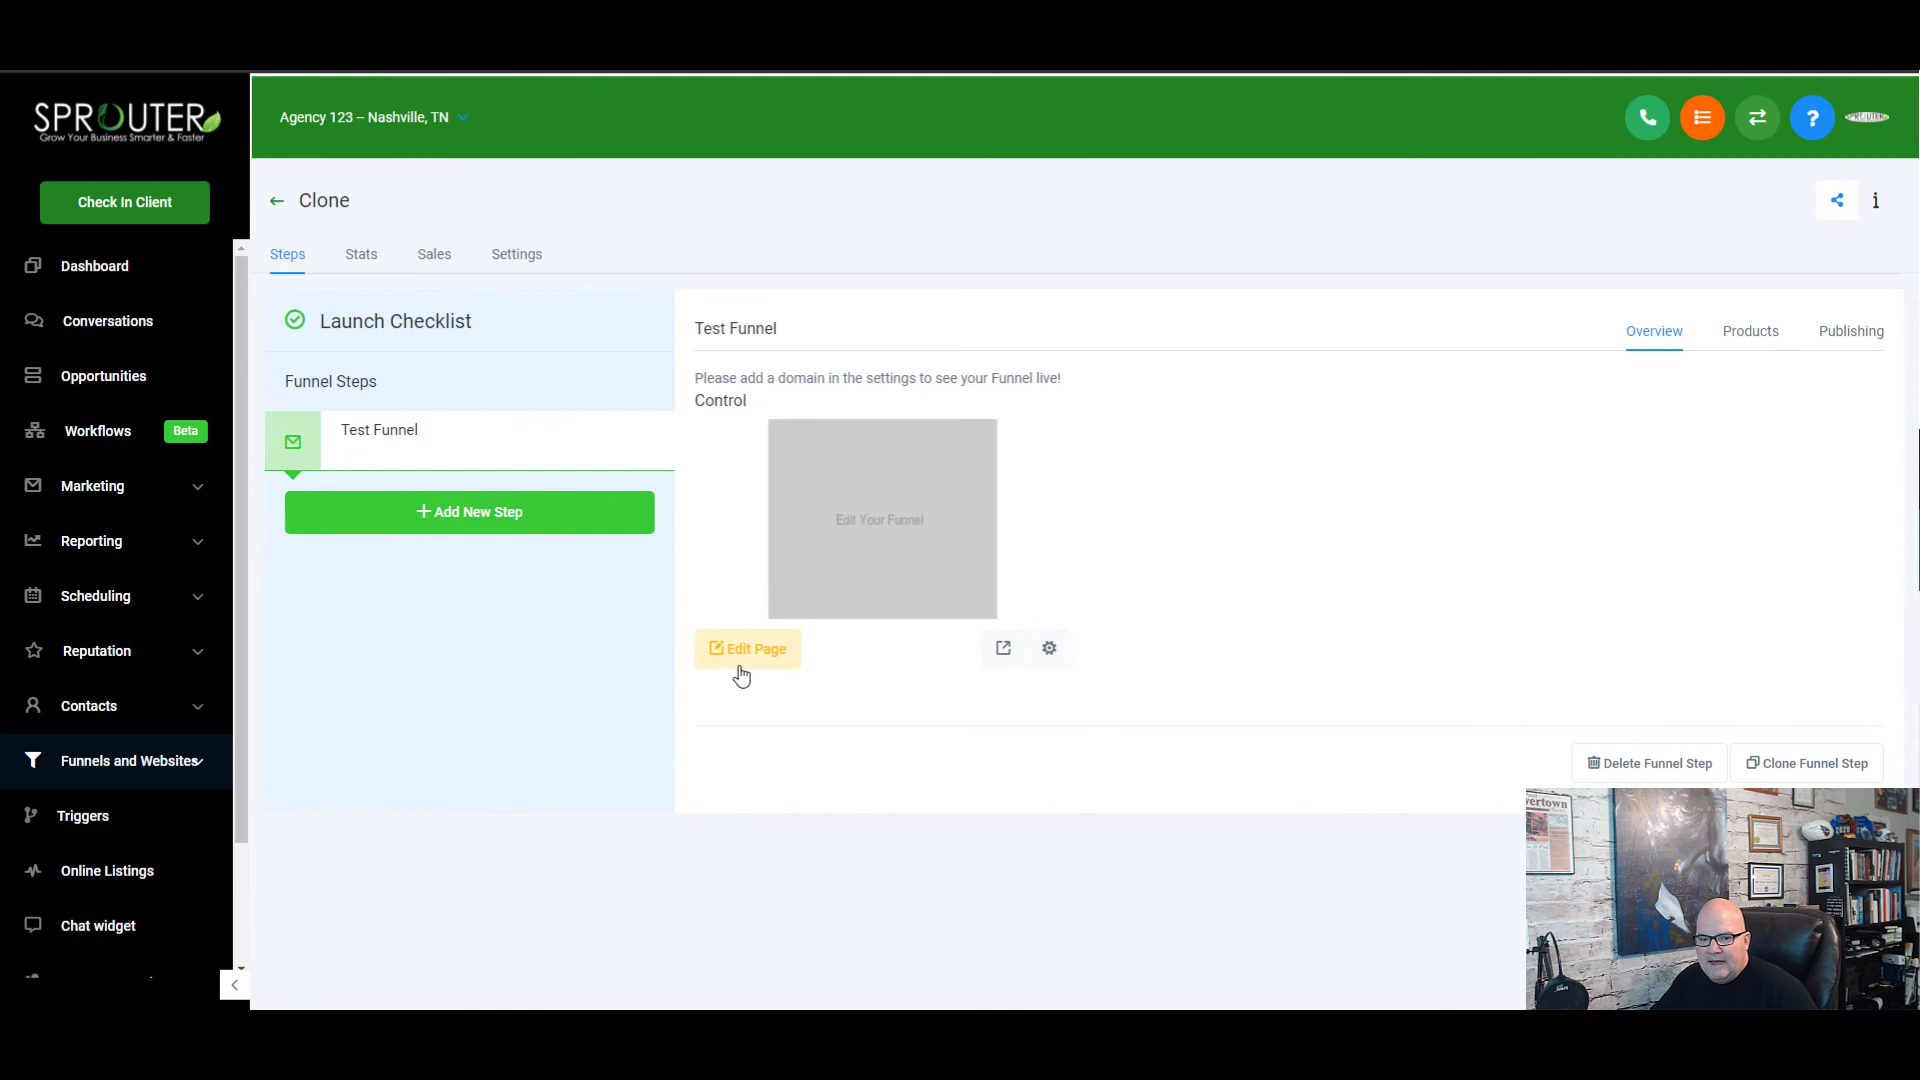 SPROUTER
Grow Your Business Smarter & Faster
Agency 123 – Nashville, TN
?
SPROUTER
Check In Client
Clone
i
Steps
Stats
Sales
Settings
Dashboard
Conversations
Opportunities
Workflows
Beta
Marketing
Reporting
Scheduling
Reputation
Contacts
Funnels and Websites
Triggers
Online Listings
Chat widget
Launch Checklist
Funnel Steps
Test Funnel
+ Add New Step
Test Funnel
Overview
Products
Publishing
Please add a domain in the settings to see your Funnel live!
Control
Edit Your Funnel
Edit Page
Delete Funnel Step
Clone Funnel Step
vertown
2020